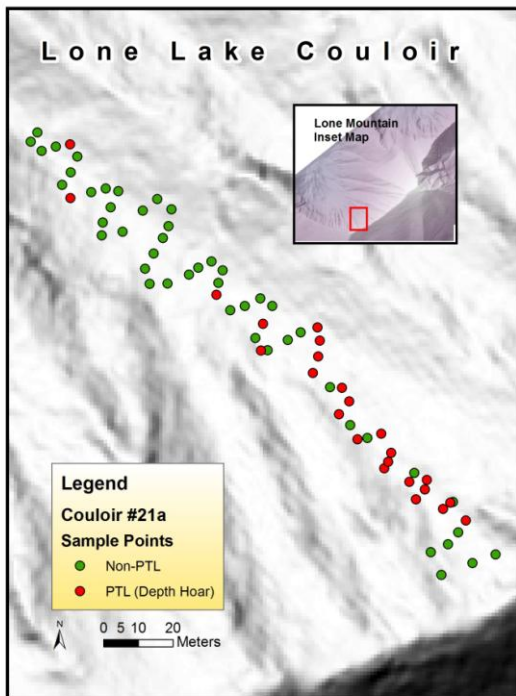 Lone Lake Couloir
Lone Mountain
Inset Map
Legend
Couloir #21a
Sample Points
Non-PTL
PTL (Depth Hoar)
N
0 5 10 20
Meters